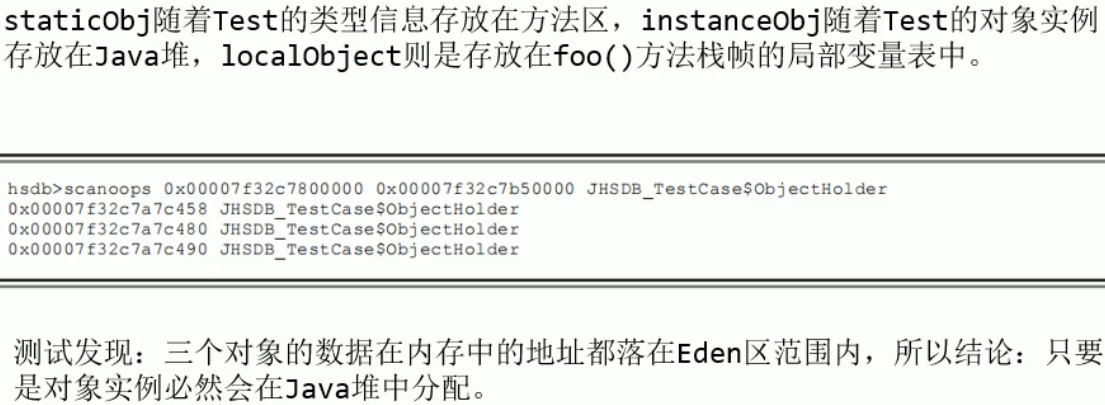 staticObj随着Test的类型信息存放在方法区，instanceObj随着Test的对象实例
存放在Java堆，localObject则是存放在foo()方法栈帧的局部变量表中。
hsdb>scanoops 0x00007f32c7800000 0x00007f32c7b50000 JHSDB_TestCase$ObjectHolder
0x00007f32c7a7c458 JHSDB_TestCase$ObjectHolder
0x00007f32c7a7c480 JHSDB_TestCase$ObjectHolder
0x00007f32c7a7c490 JHSDB_TestCase$ObjectHolder
测试发现：三个对象的数据在内存中的地址都落在Eden区范围内，所以结论：只要
是对象实例必然会在Java堆中分配。